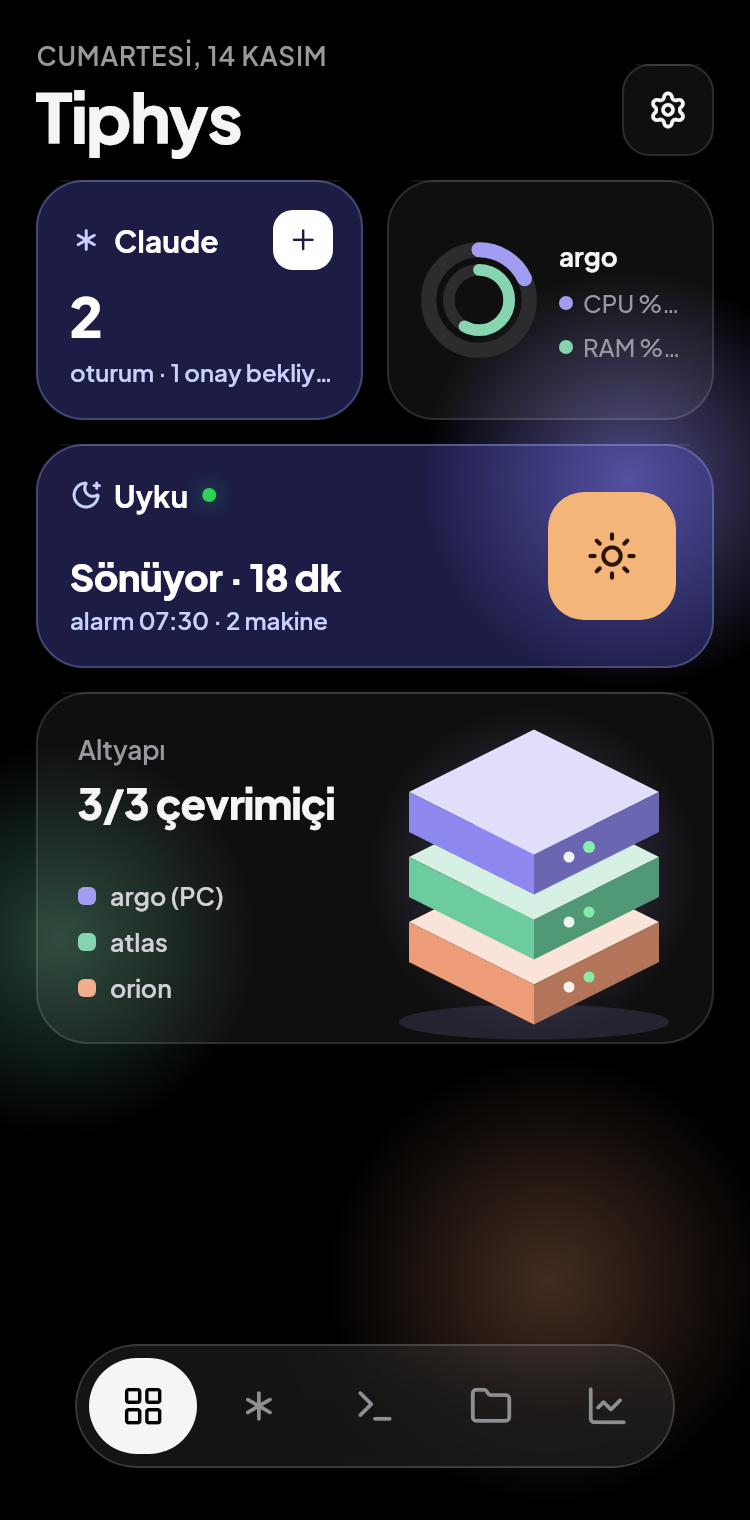 CUMARTESİ, 14 KASIM
Tiphys
Claude
2
oturum · 1 onay bekliy...
argo
CPU %...
RAM %...
Uyku
Sönüyor · 18 dk
alarm 07:30 · 2 makine
Altyapı
3/3 çevrimiçi
argo (PC)
atlas
orion